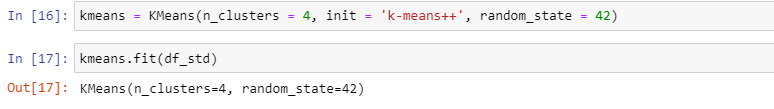 In [16]: kmeans = KMeans(n_clusters = 4, init = 'k-means++', random_state = 42)
In [17]: kmeans.fit(df_std)
Out[17]: KMeans(n_clusters=4, random_state=42)